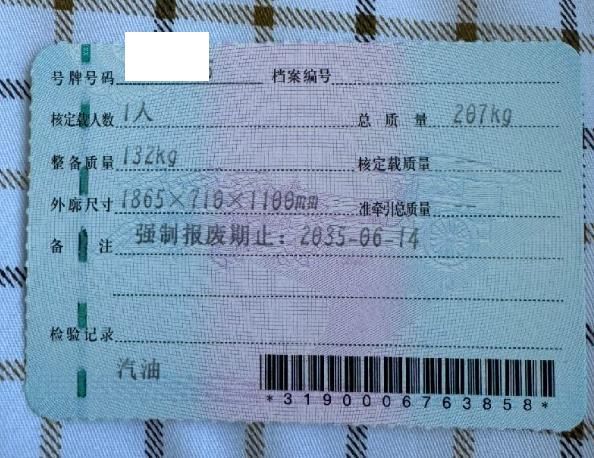 号牌号码 档案编号
核定载人数 1人 总质量 207kg
整备质量 132kg 核定载质量
外廓尺寸 1865×710×1100mm 准牵引总质量 --
备注 强制报废期止：2035-06-14
检验记录
汽油
*3190006763858*